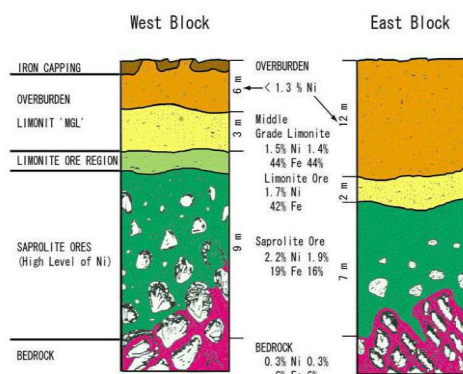 West Block
East Block
IRON CAPPING
OVERBURDEN
LIMONIT 'MGL'
LIMONITE ORE REGION
SAPROLITE ORES
(High Level of Ni)
BEDROCK
6 m
3 m
9 m
OVERBURDEN
< 1.3 % Ni
Middle
Grade Limonite
1.5% Ni 1.4%
44% Fe 44%
Limonite Ore
1.7% Ni
42% Fe
Saprolite Ore
2.2% Ni 1.9%
19% Fe 16%
BEDROCK
0.3% Ni 0.3%
6% Fe 6%
12 m
2 m
7 m